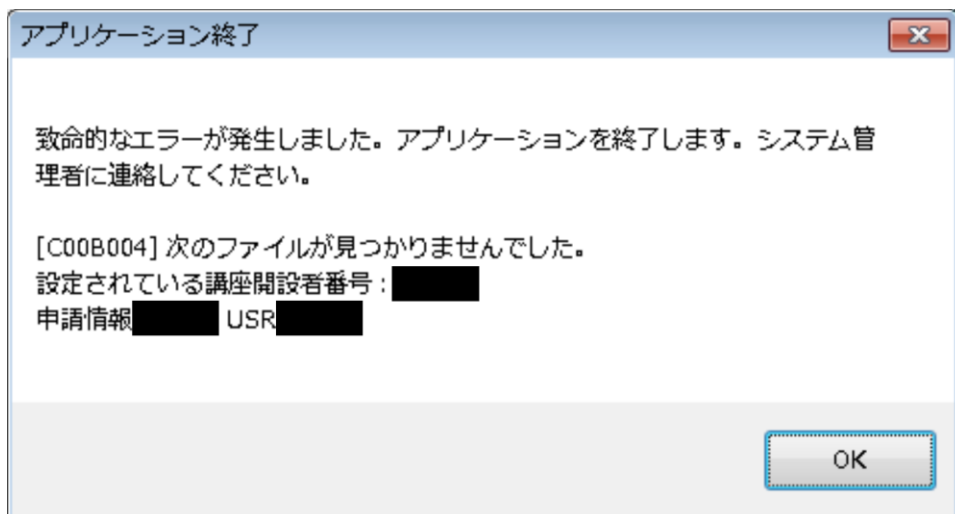 アプリケーション終了
致命的なエラーが発生しました。アプリケーションを終了します。システム管
理者に連絡してください。
[C00B004] 次のファイルが見つかりませんでした。
設定されている講座開設者番号 :
申請情報 USR
OK